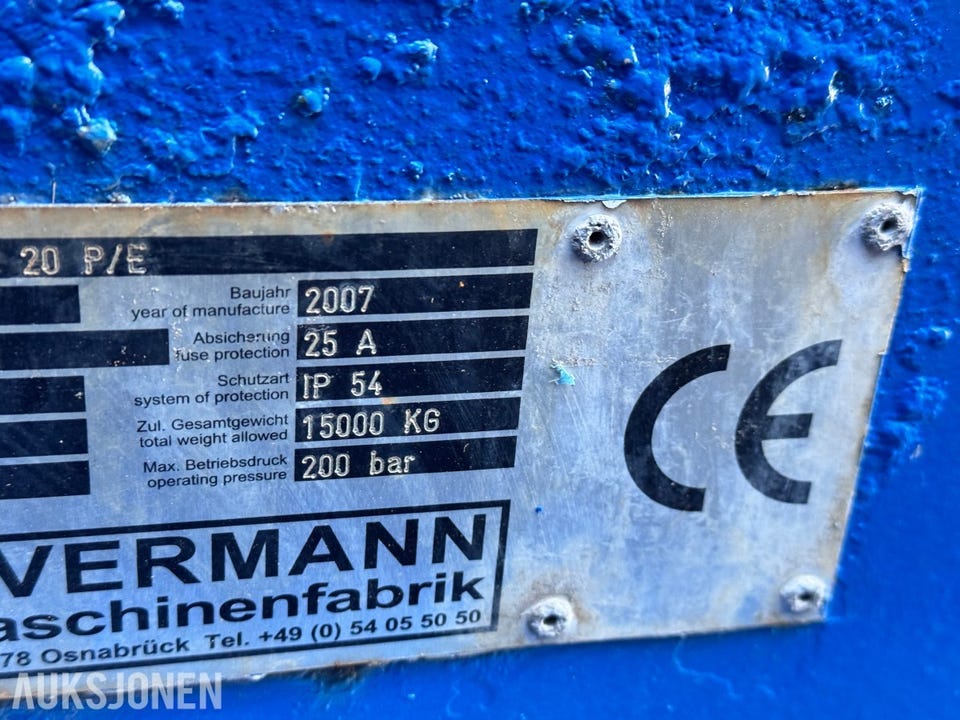 20 P/E
Baujahr
year of manufacture
2007
Absicherung
fuse protection
25 A
Schutzart
system of protection
IP 54
Zul. Gesamtgewicht
total weight allowed
15000 KG
Max. Betriebsdruck
operating pressure
200 bar
CE
VERMANN
aschinenfabrik
78 Osnabrück Tel. +49 (0) 54 05 50 50
AUKSJONEN